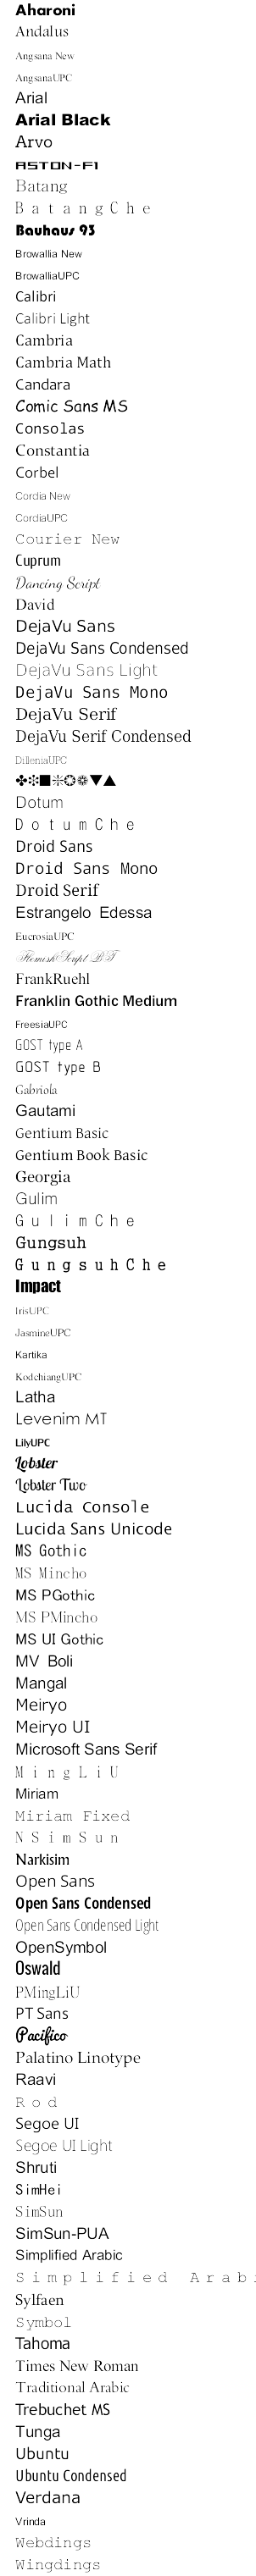 Aharoni
Andalus
Angsana New
AngsanaUPC
Arial
Arial Black
Arvo
ASTON-F1
Batang
BatangChe
Bauhaus 93
Browallia New
BrowalliaUPC
Calibri
Calibri Light
Cambria
Cambria Math
Candara
Comic Sans MS
Consolas
Constantia
Corbel
Cordia New
CordiaUPC
Courier New
Cuprum
Dancing Script
David
DejaVu Sans
DejaVu Sans Condensed
DejaVu Sans Light
DejaVu Sans Mono
DejaVu Serif
DejaVu Serif Condensed
DilleniaUPC
✤❉■❇❂❁▼▲
Dotum
DotumChe
Droid Sans
Droid Sans Mono
Droid Serif
Estrangelo Edessa
EucrosiaUPC
FlemishScript BT
FrankRuehl
Franklin Gothic Medium
FreesiaUPC
GOST type A
GOST type B
Gabriola
Gautami
Gentium Basic
Gentium Book Basic
Georgia
Gulim
GulimChe
Gungsuh
GungsuhChe
Impact
IrisUPC
JasmineUPC
Kartika
KodchiangUPC
Latha
Levenim MT
LilyUPC
Lobster
Lobster Two
Lucida Console
Lucida Sans Unicode
MS Gothic
MS Mincho
MS PGothic
MS PMincho
MS UI Gothic
MV Boli
Mangal
Meiryo
Meiryo UI
Microsoft Sans Serif
MingLiU
Miriam
Miriam Fixed
NSimSun
Narkisim
Open Sans
Open Sans Condensed
Open Sans Condensed Light
OpenSymbol
Oswald
PMingLiU
PT Sans
Pacifico
Palatino Linotype
Raavi
Rod
Segoe UI
Segoe UI Light
Shruti
SimHei
SimSun
SimSun-PUA
Simplified Arabic
Simplified Arabi
Sylfaen
Symbol
Tahoma
Times New Roman
Traditional Arabic
Trebuchet MS
Tunga
Ubuntu
Ubuntu Condensed
Verdana
Vrinda
Webdings
Wingdings